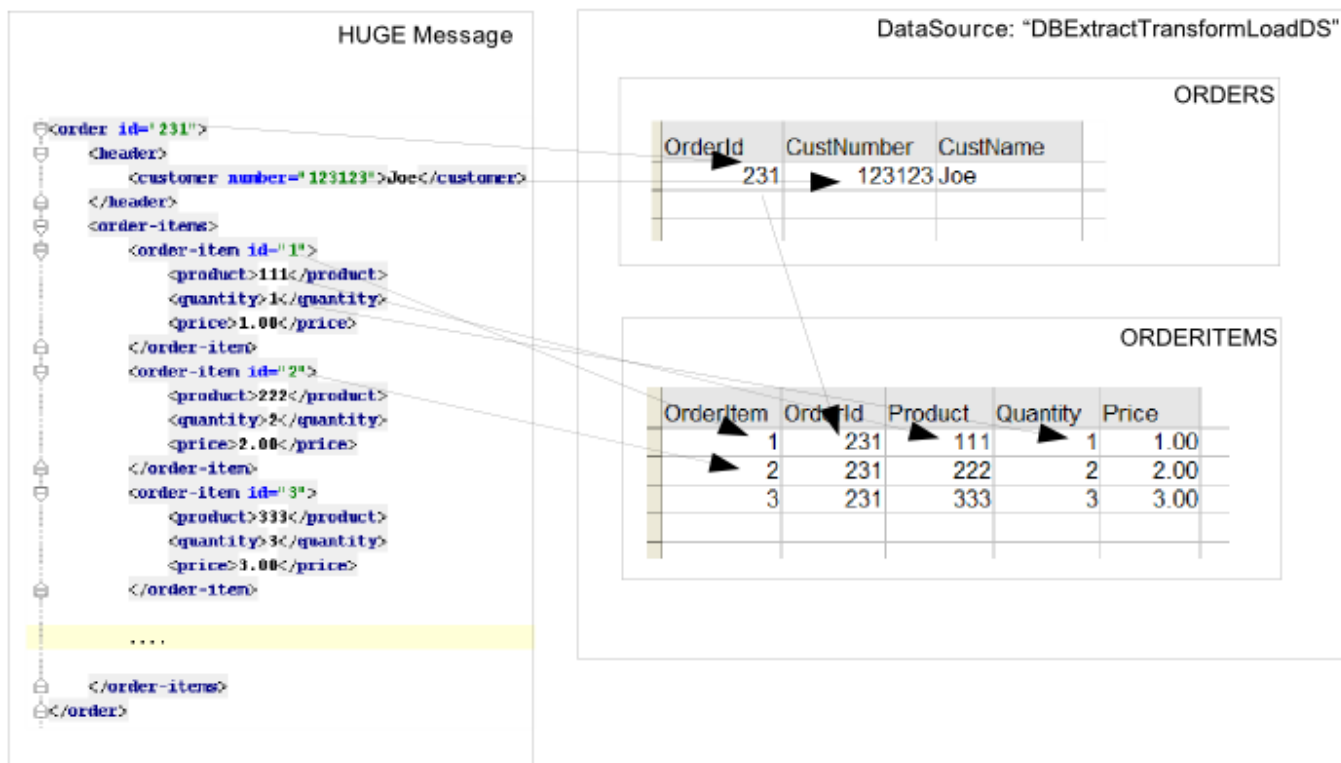 HUGE Message
<order id="231">
<header>
<customer number="123123">Joe</customer>
</header>
<order-items>
<order-item id="1">
<product>111</product>
<quantity>1</quantity>
<price>1.00</price>
</order-item>
<order-item id="2">
<product>222</product>
<quantity>2</quantity>
<price>2.00</price>
</order-item>
<order-item id="3">
<product>333</product>
<quantity>3</quantity>
<price>3.00</price>
</order-item>
....
</order-items>
</order>
DataSource: "DBExtractTransformLoadDS"
ORDERS
OrderId CustNumber CustName
231 123123 Joe
ORDERITEMS
OrderItem OrderId Product Quantity Price
1 231 111 1 1.00
2 231 222 2 2.00
3 231 333 3 3.00